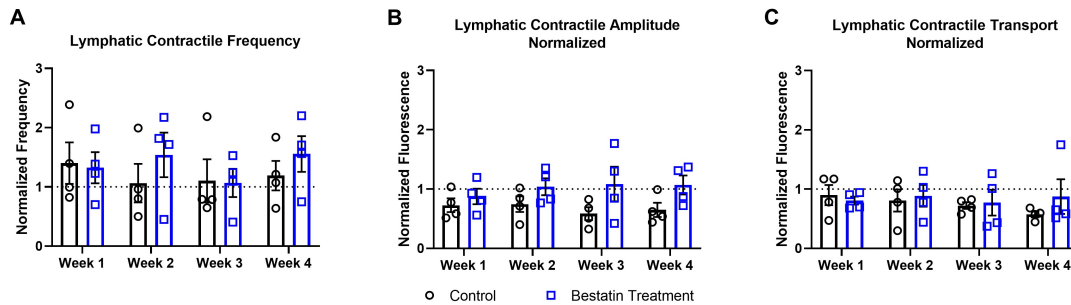 A
Lymphatic Contractile Frequency
Normalized Frequency
3
2
1
0
Week 1 Week 2 Week 3 Week 4
B
Lymphatic Contractile Amplitude
Normalized
Normalized Fluorescence
3
2
1
0
Week 1 Week 2 Week 3 Week 4
C
Lymphatic Contractile Transport
Normalized
Normalized Fluorescence
3
2
1
0
Week 1 Week 2 Week 3 Week 4
Control Bestatin Treatment